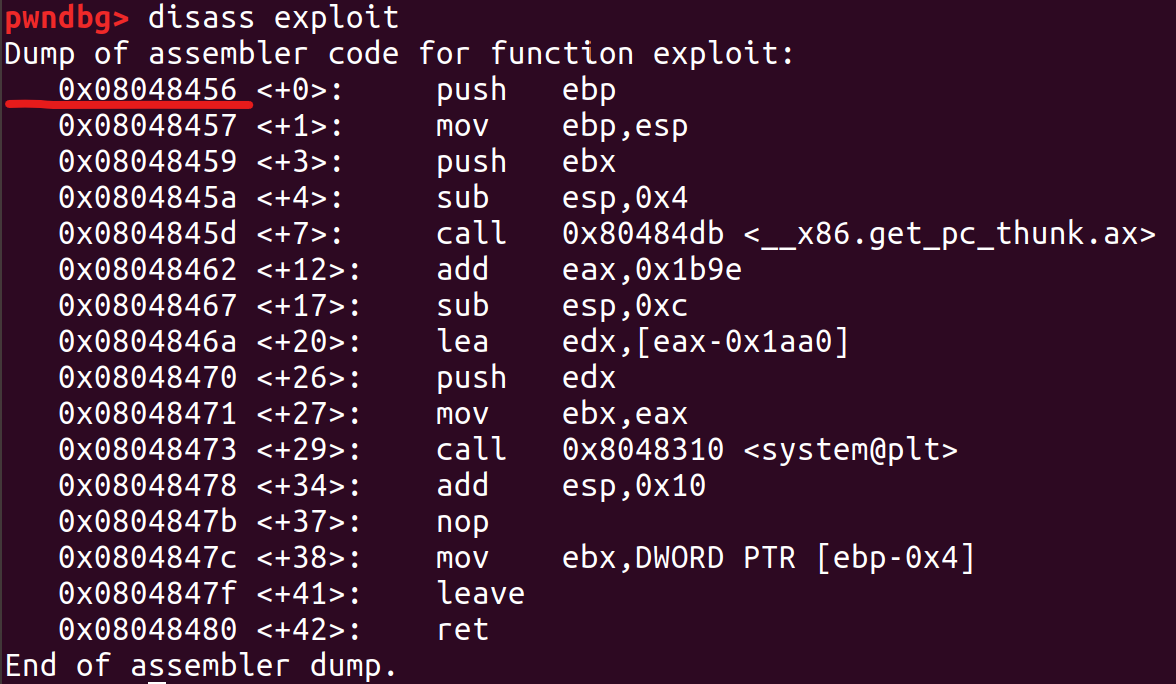 pwndbg> disass exploit
Dump of assembler code for function exploit:
   0x08048456 <+0>:     push   ebp
   0x08048457 <+1>:     mov    ebp,esp
   0x08048459 <+3>:     push   ebx
   0x0804845a <+4>:     sub    esp,0x4
   0x0804845d <+7>:     call   0x80484db <__x86.get_pc_thunk.ax>
   0x08048462 <+12>:    add    eax,0x1b9e
   0x08048467 <+17>:    sub    esp,0xc
   0x0804846a <+20>:    lea    edx,[eax-0x1aa0]
   0x08048470 <+26>:    push   edx
   0x08048471 <+27>:    mov    ebx,eax
   0x08048473 <+29>:    call   0x8048310 <system@plt>
   0x08048478 <+34>:    add    esp,0x10
   0x0804847b <+37>:    nop
   0x0804847c <+38>:    mov    ebx,DWORD PTR [ebp-0x4]
   0x0804847f <+41>:    leave
   0x08048480 <+42>:    ret
End of assembler dump.